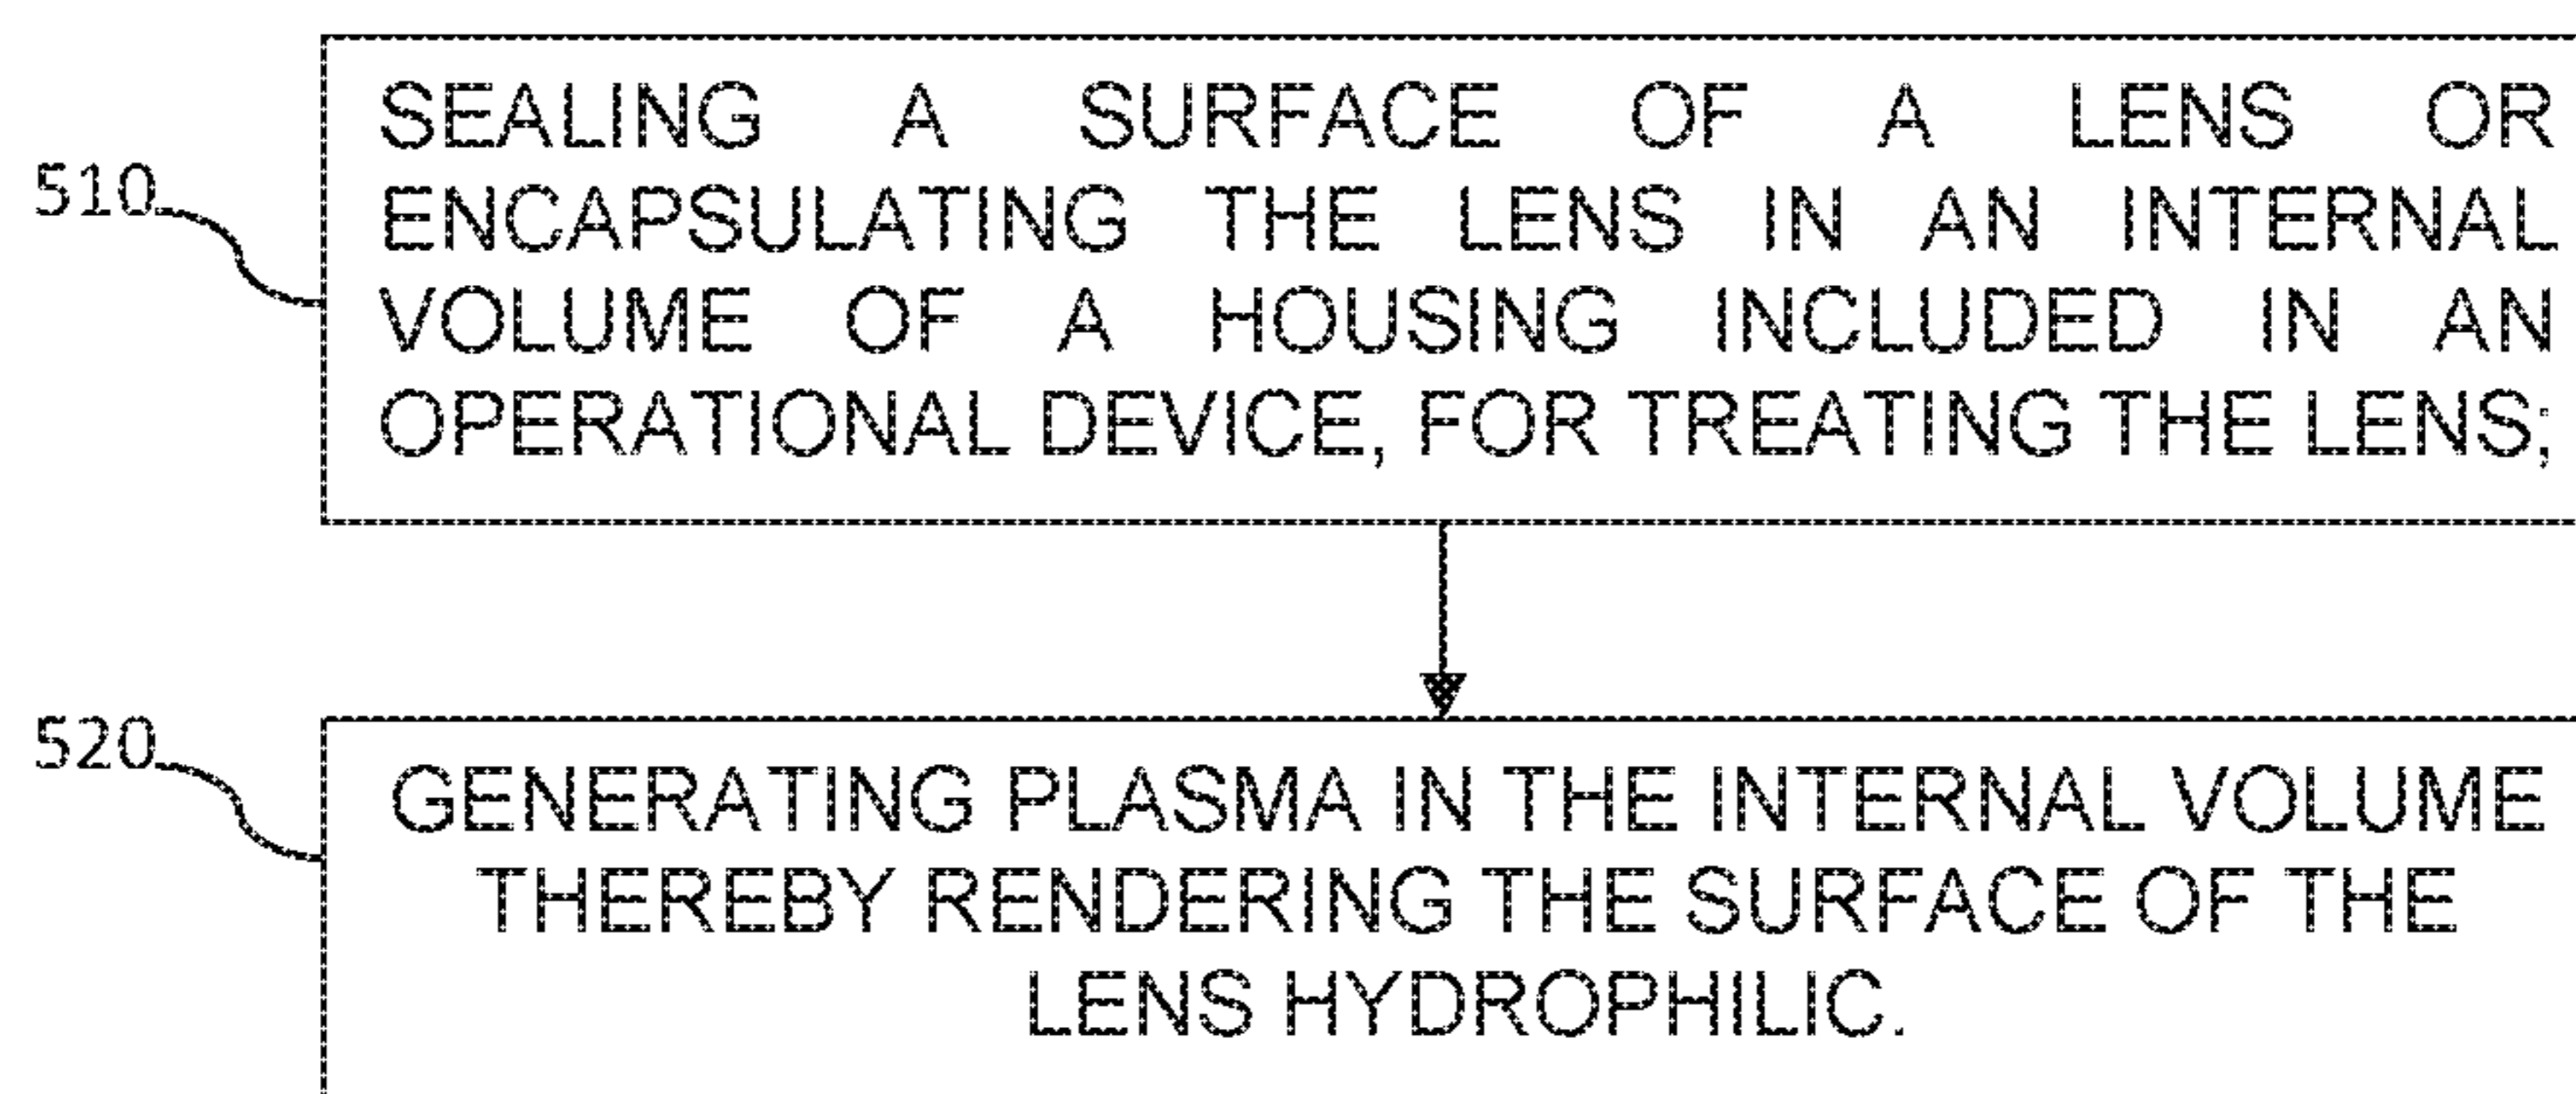 510
SEALING A SURFACE OF A LENS OR
ENCAPSULATING THE LENS IN AN INTERNAL
VOLUME OF A HOUSING INCLUDED IN AN
OPERATIONAL DEVICE, FOR TREATING THE LENS;
520
GENERATING PLASMA IN THE INTERNAL VOLUME
THEREBY RENDERING THE SURFACE OF THE
LENS HYDROPHILIC.